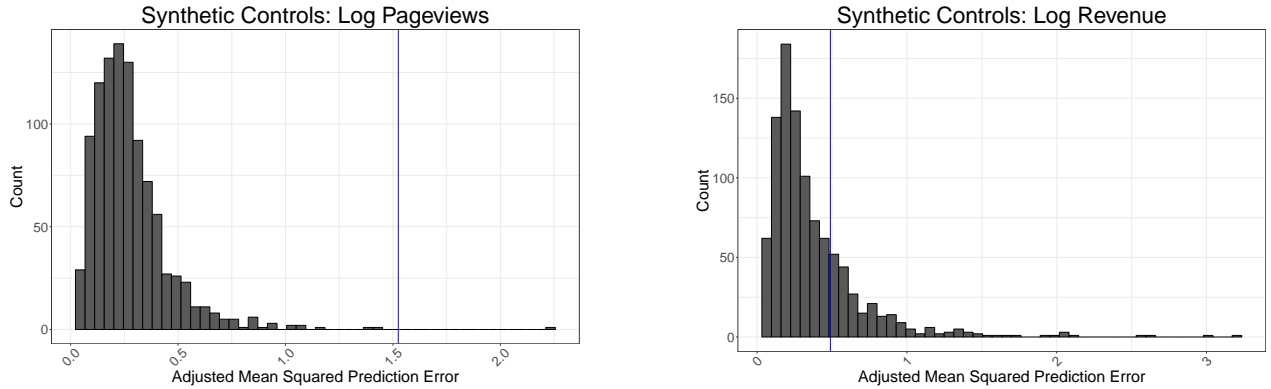 Synthetic Controls: Log Pageviews
Count
100
50
0
0.0
0.5
1.0
1.5
2.0
Adjusted Mean Squared Prediction Error
Synthetic Controls: Log Revenue
Count
150
100
50
0
0
1
2
3
Adjusted Mean Squared Prediction Error